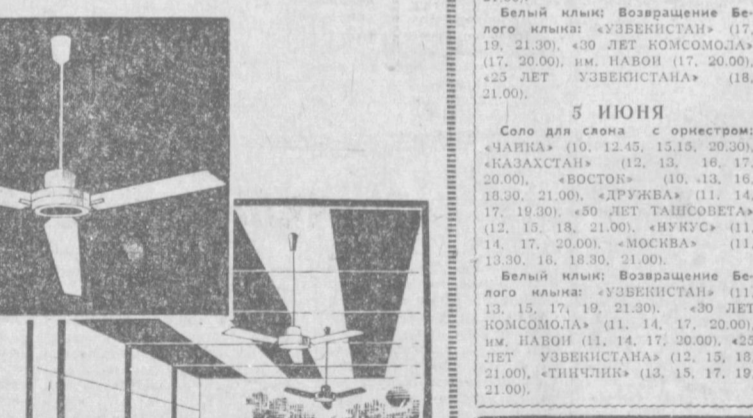 Белый клык: Возвращение Бе-
лого клыка: «УЗБЕКИСТАН» (17,
19, 21.30), «30 ЛЕТ КОМСОМОЛА»
(17, 20.00), им. НАВОИ (17, 20.00),
«25 ЛЕТ УЗБЕКИСТАНА» (18,
21.00).
5 ИЮНЯ
Соло для слона с оркестром:
«ЧАЙКА» (10, 12.45, 15.15, 20.30),
«КАЗАХСТАН» (12, 13, 16, 17,
20.00), «ВОСТОК» (10, 13, 16,
18.30, 21.00), «ДРУЖБА» (11, 14,
17, 19.30), «50 ЛЕТ ТАШСОВЕТА»
(12, 15, 18, 21.00), «НУКУС» (11,
14, 17, 20.00), «МОСКВА» (11,
13.30, 16, 18.30, 21.00).
Белый клык: Возвращение Бе-
лого клыка: «УЗБЕКИСТАН» (11,
13, 15, 17, 19, 21.30), «30 ЛЕТ
КОМСОМОЛА» (11, 14, 17, 20.00)
им. НАВОИ (11, 14, 17, 20.00), «25
ЛЕТ УЗБЕКИСТАНА» (12, 15, 18,
21.00), «ТИНЧЛИК» (13, 15, 17, 19,
21.00).